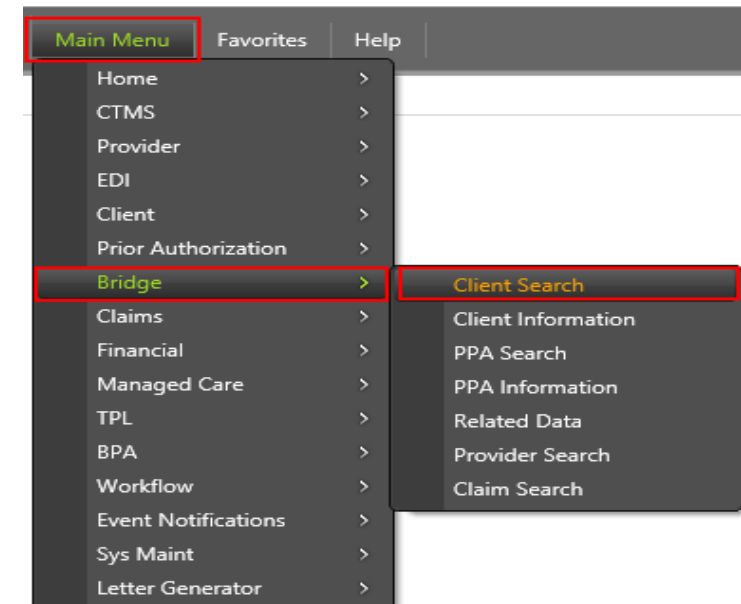 Main Menu Favorites Help
Home >
CTMS >
Provider >
EDI >
Client >
Prior Authorization >
Bridge >
Claims >
Financial >
Managed Care >
TPL >
BPA >
Workflow >
Event Notifications >
Sys Maint >
Letter Generator >
Client Search
Client Information
PPA Search
PPA Information
Related Data
Provider Search
Claim Search